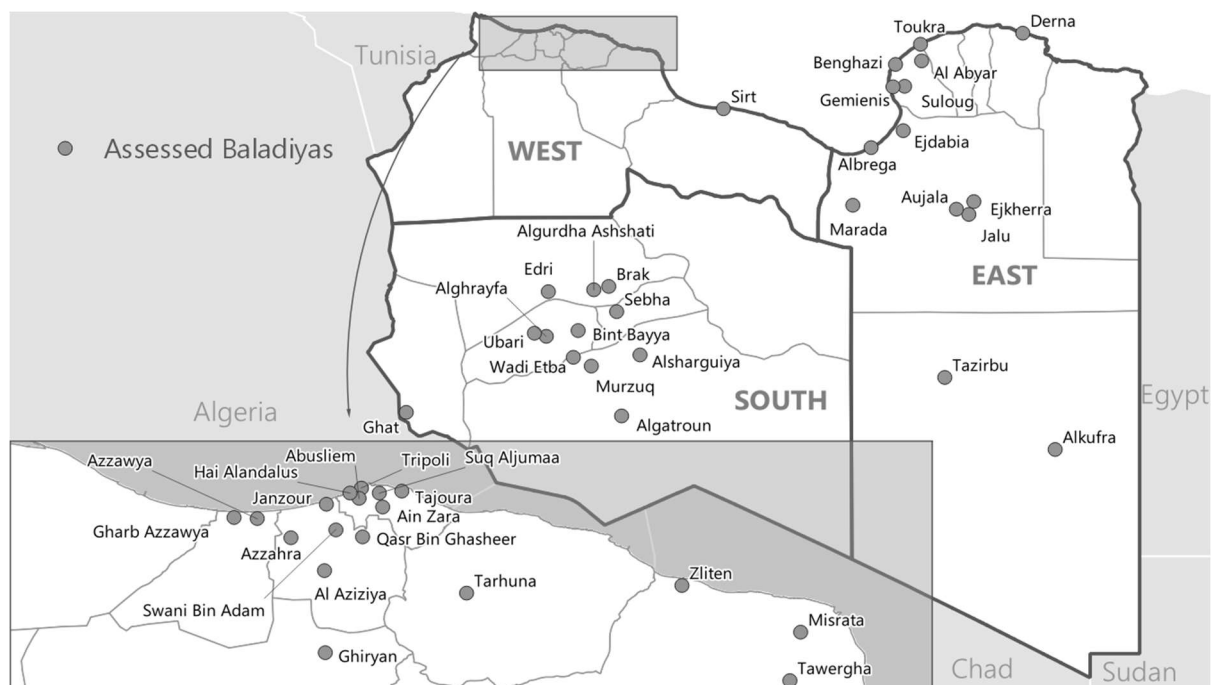 Derna
Toukra
Tunisia
Benghazi
Al Abyar
Sirt
Gemienis
Suloug
Assessed Baladiyas
WEST
Ejdabia
Albrega
Aujala
Ejkherra
Marada
Jalu
Algurdha Ashshati
Edri
Brak
EAST
Alghrayfa
Sebha
Ubari
Bint Bayya
Wadi Etba
Alsharguiya
Tazirbu
Murzuq
SOUTH
Egypt
Algeria
Ghat
Algatroun
Alkufra
Azzawya
Abusliem
Tripoli
Suq Aljumaa
Hai Alandalus
Janzour
Tajoura
Ain Zara
Gharb Azzawya
Qasr Bin Ghasheer
Azzahra
Zliten
Tarhuna
Al Aziziya
Swani Bin Adam
Misrata
Ghiryan
Tawergha
Chad
Sudan